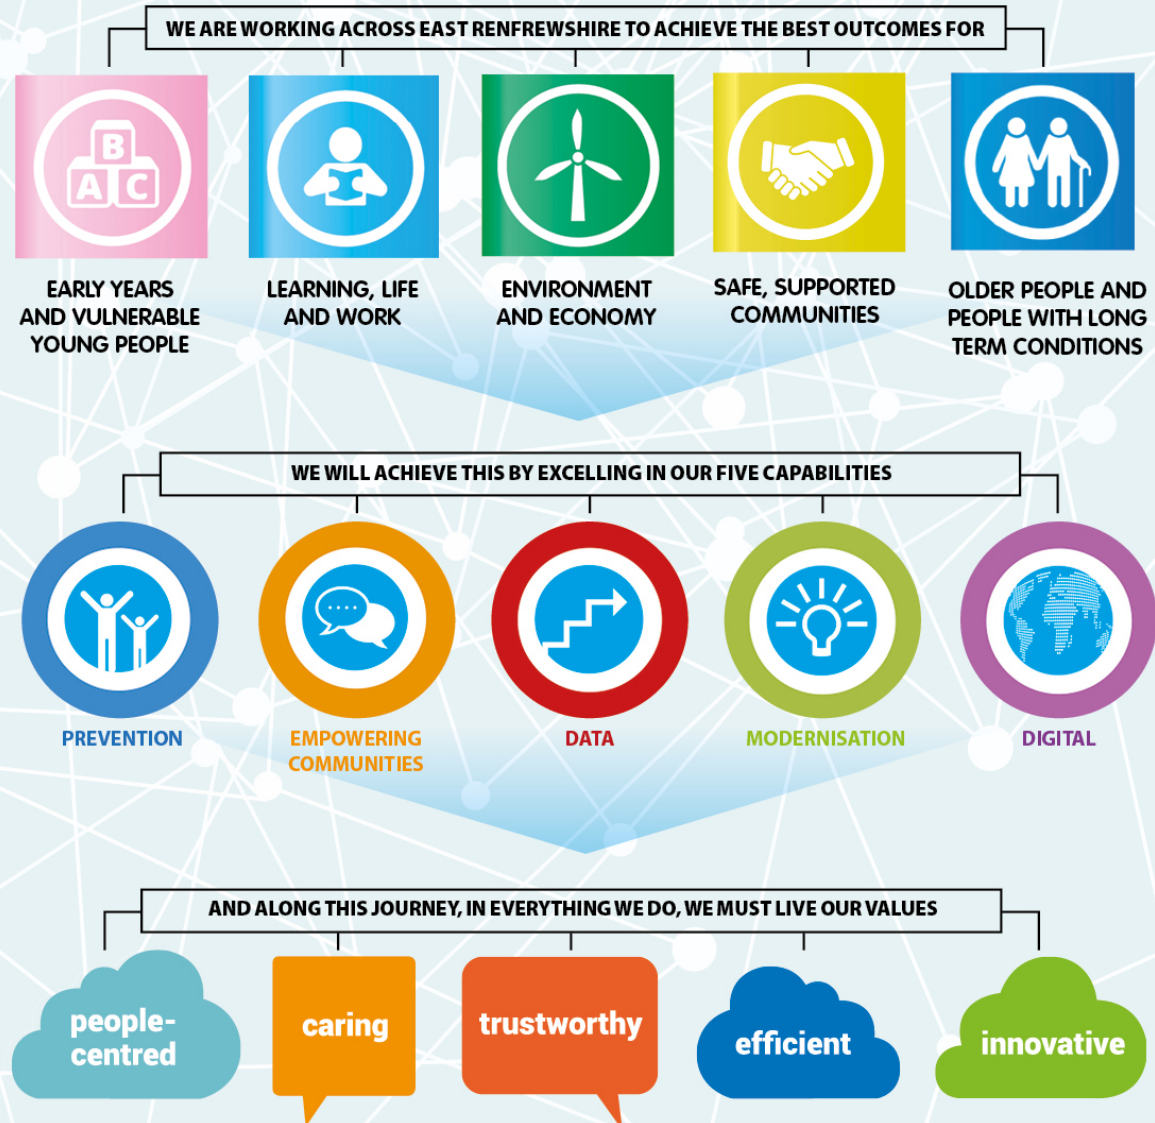 WE ARE WORKING ACROSS EAST RENFREWSHIRE TO ACHIEVE THE BEST OUTCOMES FOR
B
A C
EARLY YEARS
AND VULNERABLE
YOUNG PEOPLE
LEARNING, LIFE
AND WORK
ENVIRONMENT
AND ECONOMY
SAFE, SUPPORTED
COMMUNITIES
OLDER PEOPLE AND
PEOPLE WITH LONG
TERM CONDITIONS
WE WILL ACHIEVE THIS BY EXCELLING IN OUR FIVE CAPABILITIES
PREVENTION
EMPOWERING
COMMUNITIES
DATA
MODERNISATION
DIGITAL
AND ALONG THIS JOURNEY, IN EVERYTHING WE DO, WE MUST LIVE OUR VALUES
people-
centred
caring
trustworthy
efficient
innovative